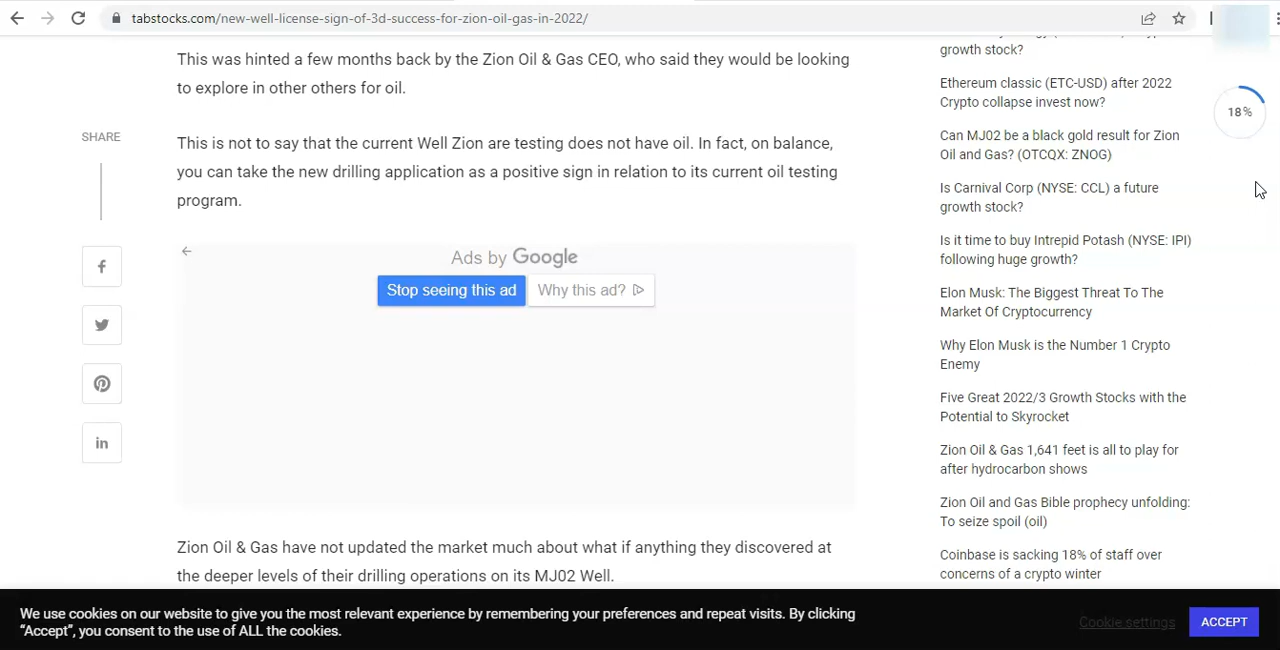 tabstocks.com/new-well-license-sign-of-3d-success-for-zion-oil-gas-in-2022/
This was hinted a few months back by the Zion Oil & Gas CEO, who said they would be looking
to explore in other others for oil.
SHARE
This is not to say that the current Well Zion are testing does not have oil. In fact, on balance,
you can take the new drilling application as a positive sign in relation to its current oil testing
program.
Ads by Google
Stop seeing this ad
Why this ad?
Zion Oil & Gas have not updated the market much about what if anything they discovered at
the deeper levels of their drilling operations on its MJ02 Well.
growth stock?
Ethereum classic (ETC-USD) after 2022
Crypto collapse invest now?
Can MJ02 be a black gold result for Zion
Oil and Gas? (OTCQX: ZNOG)
Is Carnival Corp (NYSE: CCL) a future
growth stock?
Is it time to buy Intrepid Potash (NYSE: IPI)
following huge growth?
Elon Musk: The Biggest Threat To The
Market Of Cryptocurrency
Why Elon Musk is the Number 1 Crypto
Enemy
Five Great 2022/3 Growth Stocks with the
Potential to Skyrocket
Zion Oil & Gas 1,641 feet is all to play for
after hydrocarbon shows
Zion Oil and Gas Bible prophecy unfolding:
To seize spoil (oil)
Coinbase is sacking 18% of staff over
concerns of a crypto winter
18%
We use cookies on our website to give you the most relevant experience by remembering your preferences and repeat visits. By clicking
“Accept”, you consent to the use of ALL the cookies.
Cookie settings
ACCEPT